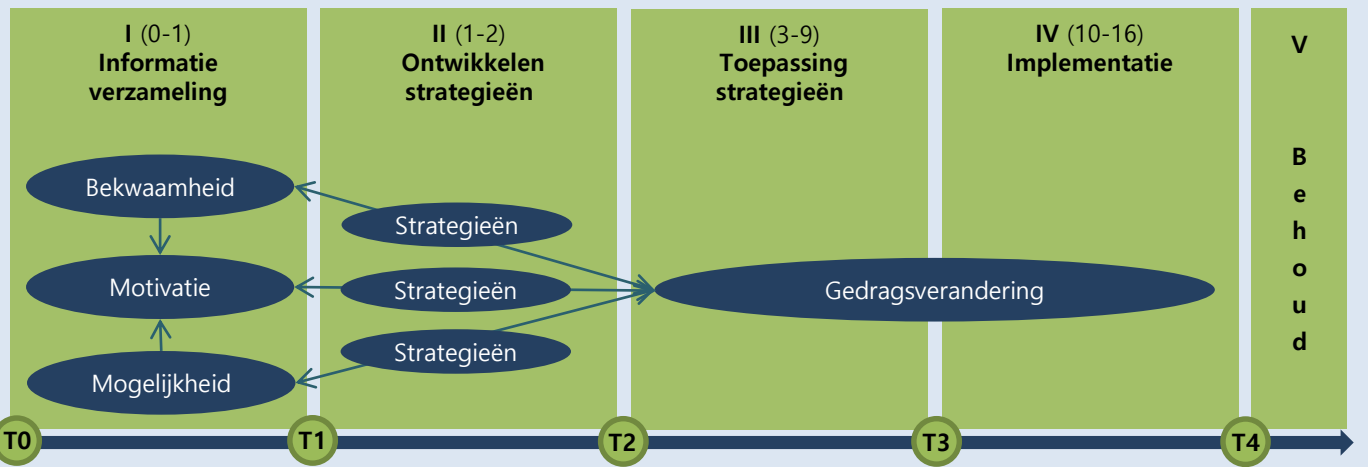 I (0-1)
Informatie
verzameling
II (1-2)
Ontwikkelen
strategieën
III (3-9)
Toepassing
strategieën
IV (10-16)
Implementatie
V
B
e
h
o
u
d
Bekwaamheid
Motivatie
Mogelijkheid
Strategieën
Strategieën
Strategieën
Gedragsverandering
T0
T1
T2
T3
T4